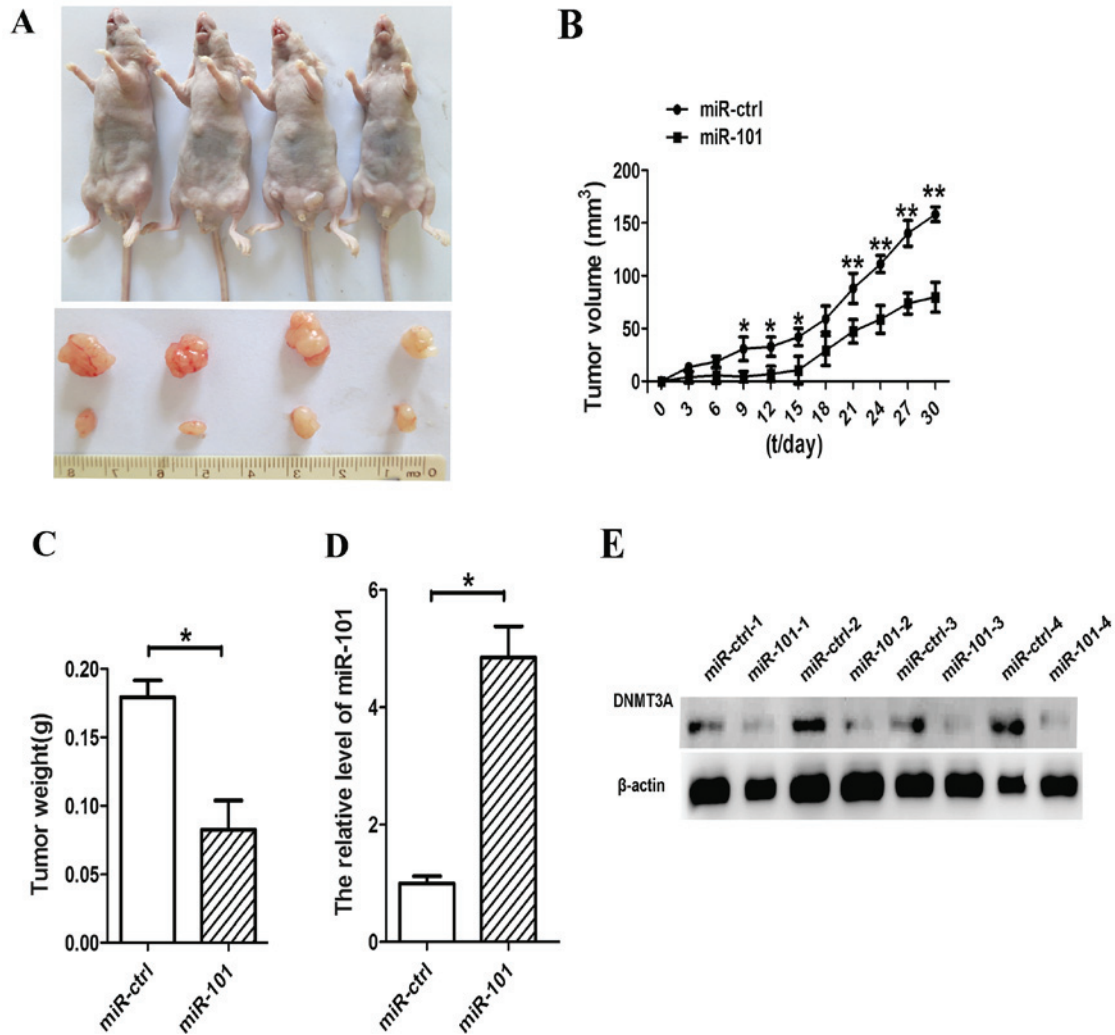 A
8 7 6 5 4 3 2 1 cm 0
B
miR-ctrl
miR-101
Tumor volume (mm³)
200
150
100
50
0
* * * ** ** ** **
0 3 6 9 12 15 18 21 24 27 30
(t/day)
C
Tumor weight(g)
0.20
0.15
0.10
0.05
0.00
*
miR-ctrl
miR-101
D
The relative level of miR-101
6
4
2
0
*
miR-ctrl
miR-101
E
miR-ctrl-1
miR-101-1
miR-ctrl-2
miR-101-2
miR-ctrl-3
miR-101-3
miR-ctrl-4
miR-101-4
DNMT3A
β-actin